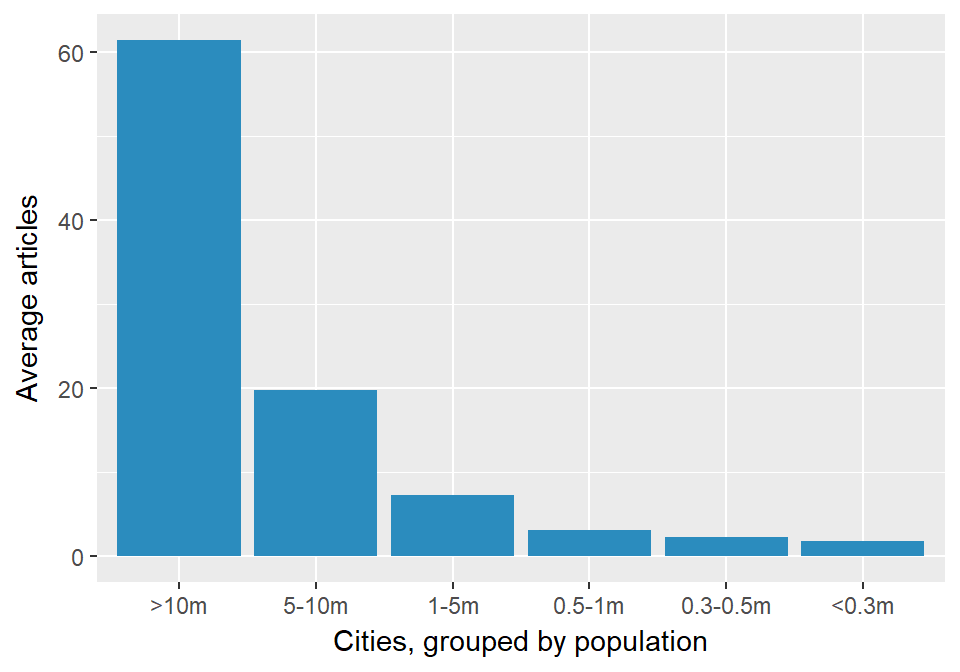 Average articles
60
40
20
0
>10m
5-10m
1-5m
0.5-1m
0.3-0.5m
<0.3m
Cities, grouped by population